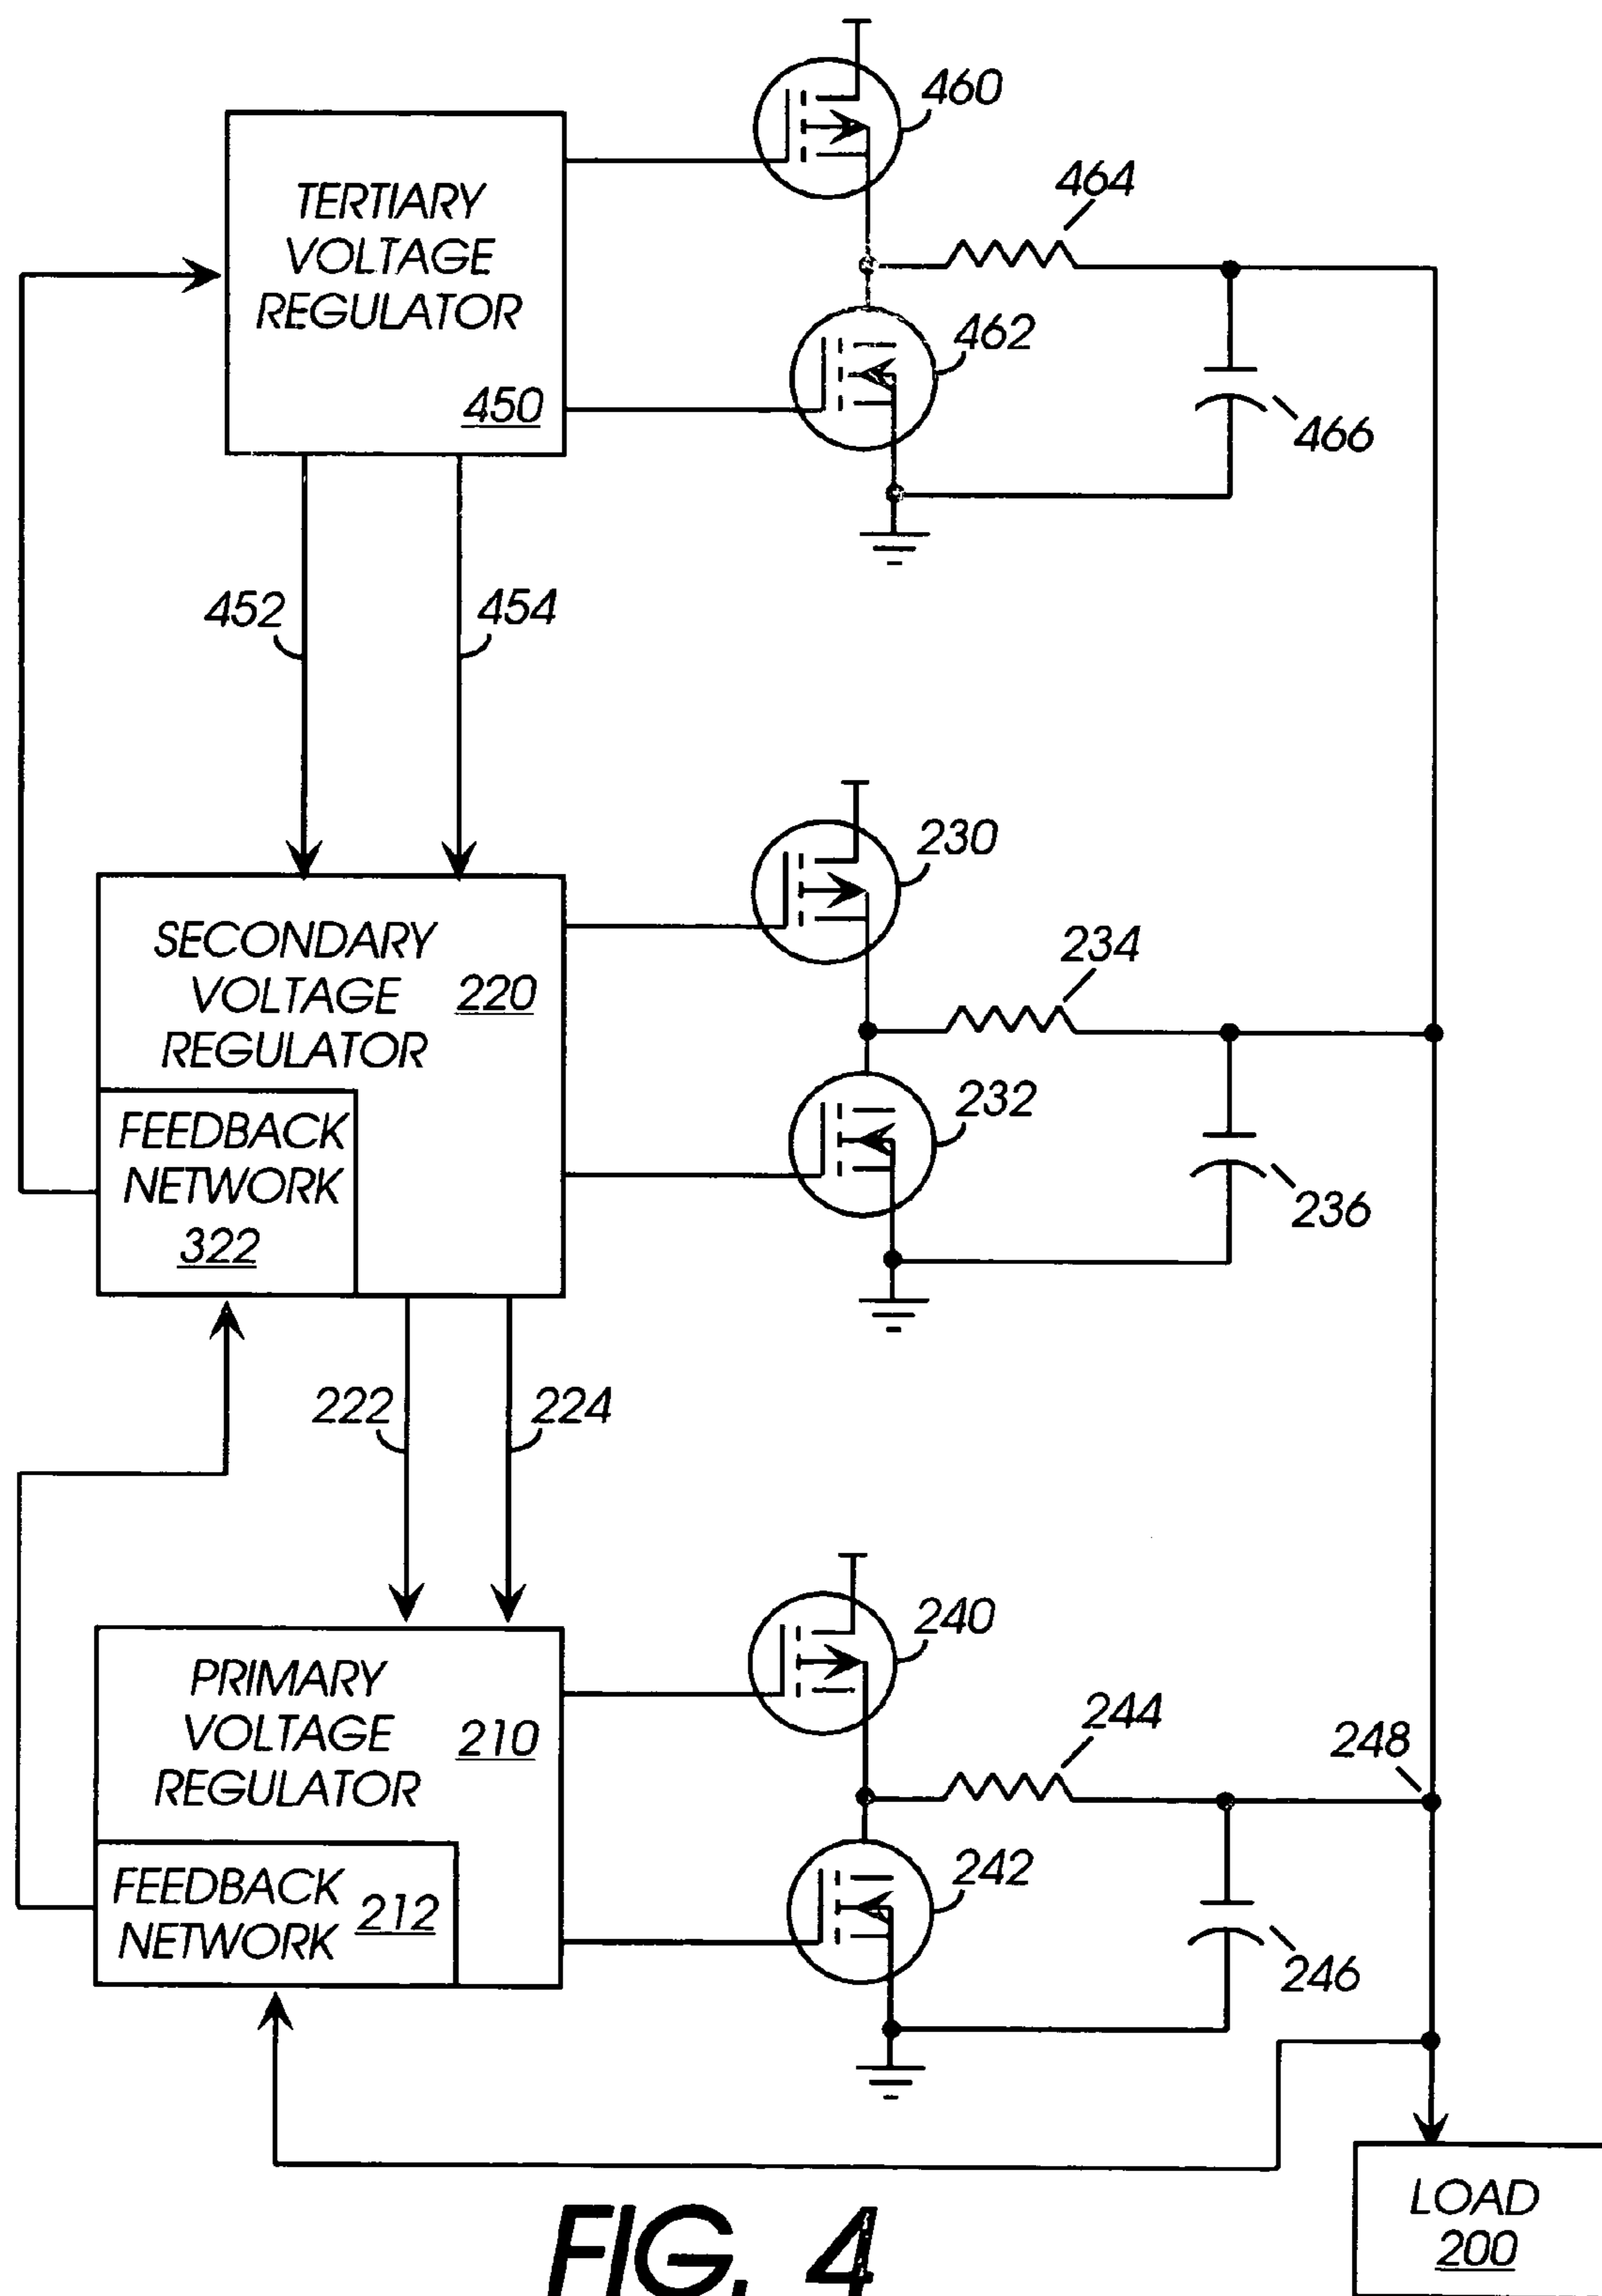 460
TERTIARY
VOLTAGE
REGULATOR
450
464
462
466
452
454
230
SECONDARY
VOLTAGE
REGULATOR
220
234
FEEDBACK
NETWORK
322
232
236
222
224
240
PRIMARY
VOLTAGE
REGULATOR
210
244
248
FEEDBACK
NETWORK
212
242
246
LOAD
200
FIG. 4